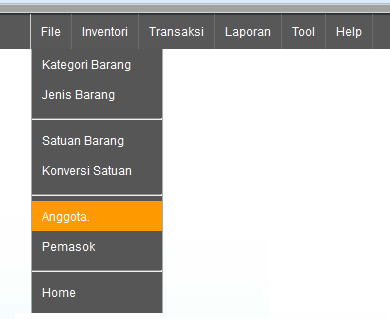 File Inventori Transaksi Laporan Tool Help
Kategori Barang
Jenis Barang
Satuan Barang
Konversi Satuan
Anggota.
Pemasok
Home